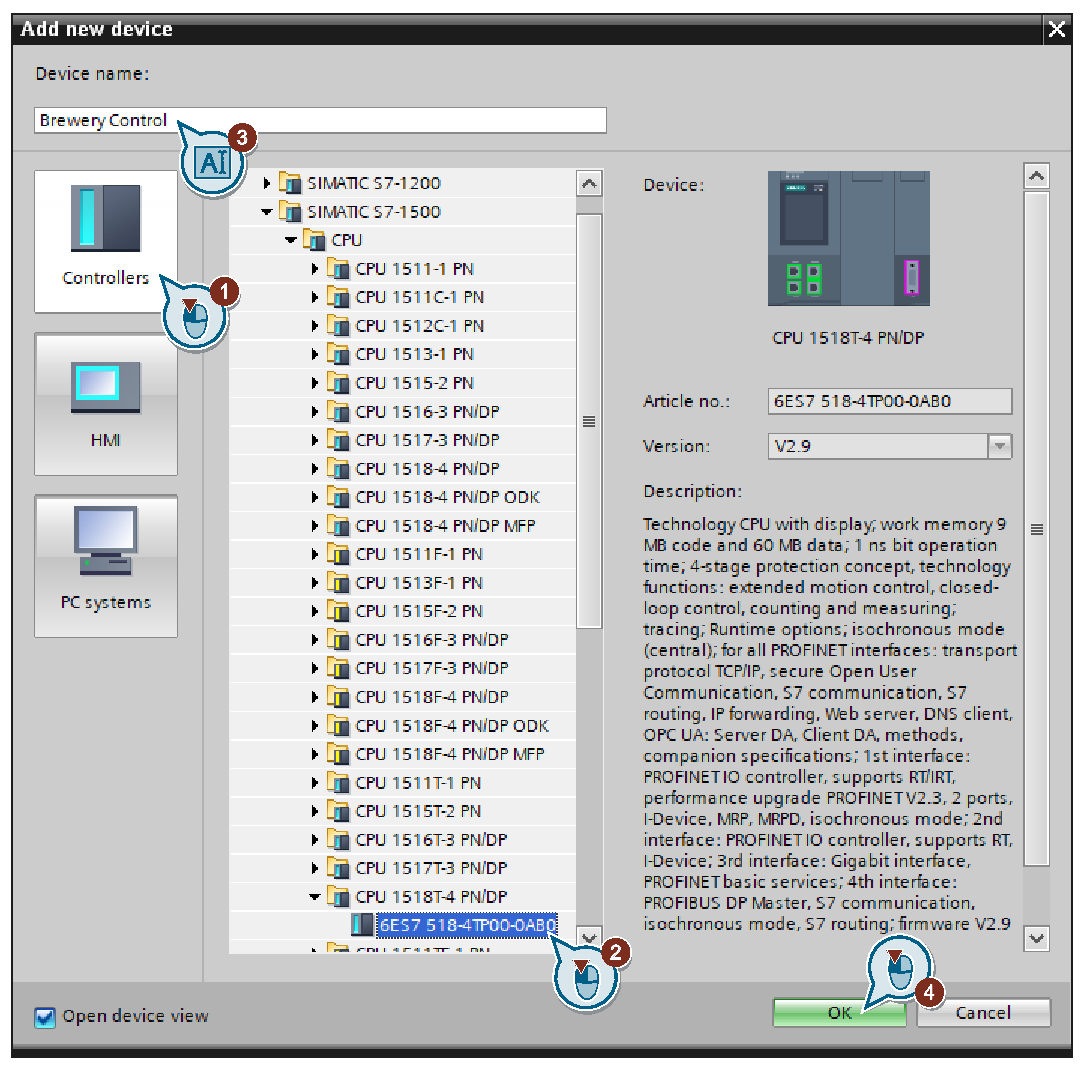 Add new device
Device name:
Brewery Control
3
AI
Controllers
1
HMI
PC systems
SIMATIC S7-1200
SIMATIC S7-1500
CPU
CPU 1511-1 PN
CPU 1511C-1 PN
CPU 1512C-1 PN
CPU 1513-1 PN
CPU 1515-2 PN
CPU 1516-3 PN/DP
CPU 1517-3 PN/DP
CPU 1518-4 PN/DP
CPU 1518-4 PN/DP ODK
CPU 1518-4 PN/DP MFP
CPU 1511F-1 PN
CPU 1513F-1 PN
CPU 1515F-2 PN
CPU 1516F-3 PN/DP
CPU 1517F-3 PN/DP
CPU 1518F-4 PN/DP
CPU 1518F-4 PN/DP ODK
CPU 1518F-4 PN/DP MFP
CPU 1511T-1 PN
CPU 1515T-2 PN
CPU 1516T-3 PN/DP
CPU 1517T-3 PN/DP
CPU 1518T-4 PN/DP
6ES7 518-4TP00-0AB0
CPU 1511TF-1 PN
2
Device:
CPU 1518T-4 PN/DP
Article no.:
6ES7 518-4TP00-0AB0
Version:
V2.9
Description:
Technology CPU with display; work memory 9
MB code and 60 MB data; 1 ns bit operation
time; 4-stage protection concept, technology
functions: extended motion control, closed-
loop control, counting and measuring;
tracing; Runtime options; isochronous mode
(central); for all PROFINET interfaces: transport
protocol TCP/IP, secure Open User
Communication, S7 communication, S7
routing, IP forwarding, Web server, DNS client,
OPC UA: Server DA, Client DA, methods,
companion specifications; 1st interface:
PROFINET IO controller, supports RT/IRT,
performance upgrade PROFINET V2.3, 2 ports,
I-Device, MRP, MRPD, isochronous mode; 2nd
interface: PROFINET IO controller, supports RT,
I-Device; 3rd interface: Gigabit interface,
PROFINET basic services; 4th interface:
PROFIBUS DP Master, S7 communication,
isochronous mode, S7 routing; firmware V2.9
Open device view
OK
4
Cancel